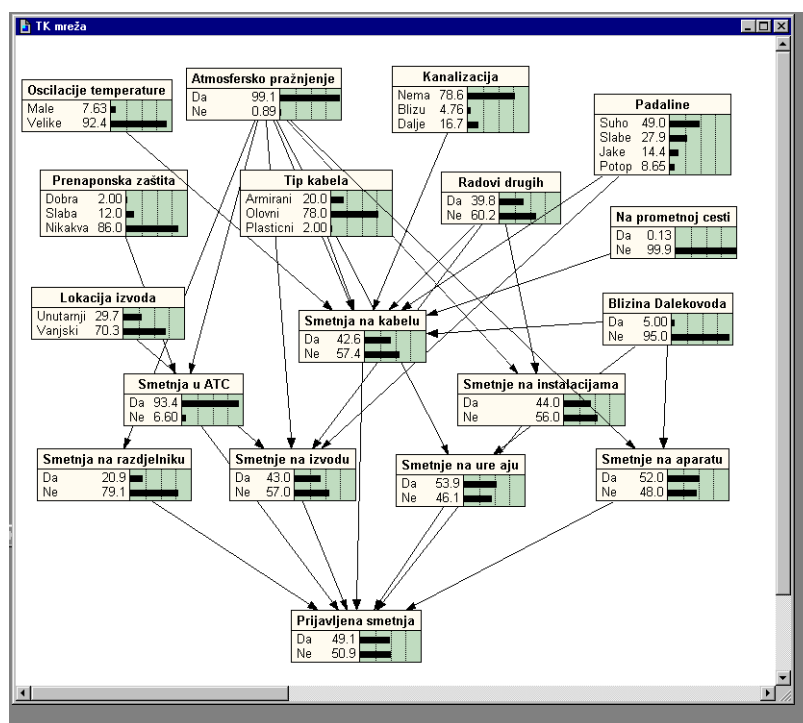 TK mreža
Oscilacije temperature
Male 7.63
Velike 92.4
Atmosfersko pražnjenje
Da 99.1
Ne 0.89
Kanalizacija
Nema 78.6
Blizu 4.76
Dalje 16.7
Padaline
Suho 49.0
Slabe 27.9
Jake 14.4
Potop 8.65
Prenaponska zaštita
Dobra 2.00
Slaba 12.0
Nikakva 86.0
Tip kabela
Armirani 20.0
Olovni 78.0
Plasticni 2.00
Radovi drugih
Da 39.8
Ne 60.2
Na prometnoj cesti
Da 0.13
Ne 99.9
Lokacija izvoda
Unutarnji 29.7
Vanjski 70.3
Smetnja na kabelu
Da 42.6
Ne 57.4
Blizina Dalekovoda
Da 5.00
Ne 95.0
Smetnja u ATC
Da 93.4
Ne 6.60
Smetnje na instalacijama
Da 44.0
Ne 56.0
Smetnja na razdjelniku
Da 20.9
Ne 79.1
Smetnje na izvodu
Da 43.0
Ne 57.0
Smetnje na ure aju
Da 53.9
Ne 46.1
Smetnje na aparatu
Da 52.0
Ne 48.0
Prijavljena smetnja
Da 49.1
Ne 50.9